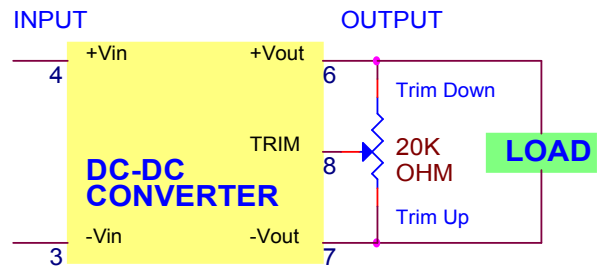 INPUT
OUTPUT
+Vin
+Vout
4
6
Trim Down
TRIM
8
20K
OHM
LOAD
DC-DC
CONVERTER
Trim Up
-Vin
-Vout
3
7